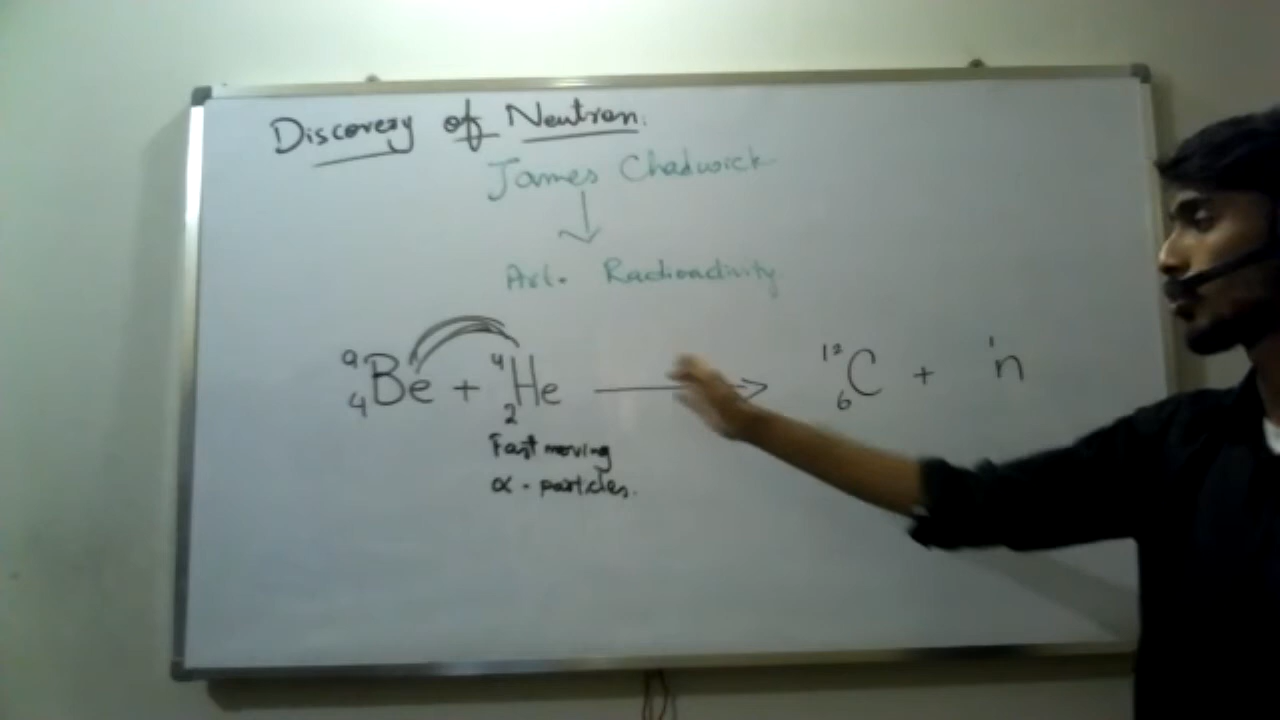 Discovery of Neutron.
James Chadwick
↓
Art. Radioactivity
⁹₄Be + ⁴₂He → ¹²₆C + ¹n
Fast moving
α - particles.